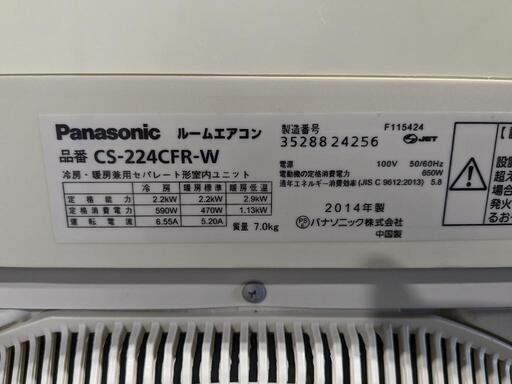 Panasonic ルームエアコン
品番 CS-224CFR-W
冷房・暖房兼用セパレート形室内ユニット
冷房 暖房標準 暖房低温
定格能力 2.2kW 2.2kW 2.9kW
定格消費電力 590W 470W 1.13kW
運転電流 6.55A 5.20A
質量 7.0kg
製造番号 F115424
3528824256 JET
電源 100V 50/60Hz
電動機の定格消費電力 650W
通年エネルギー消費効率(JIS C 9612:2013) 5.8
2014年製
PS E パナソニック株式会社
中国製
設置
超え
場合
発火
るお